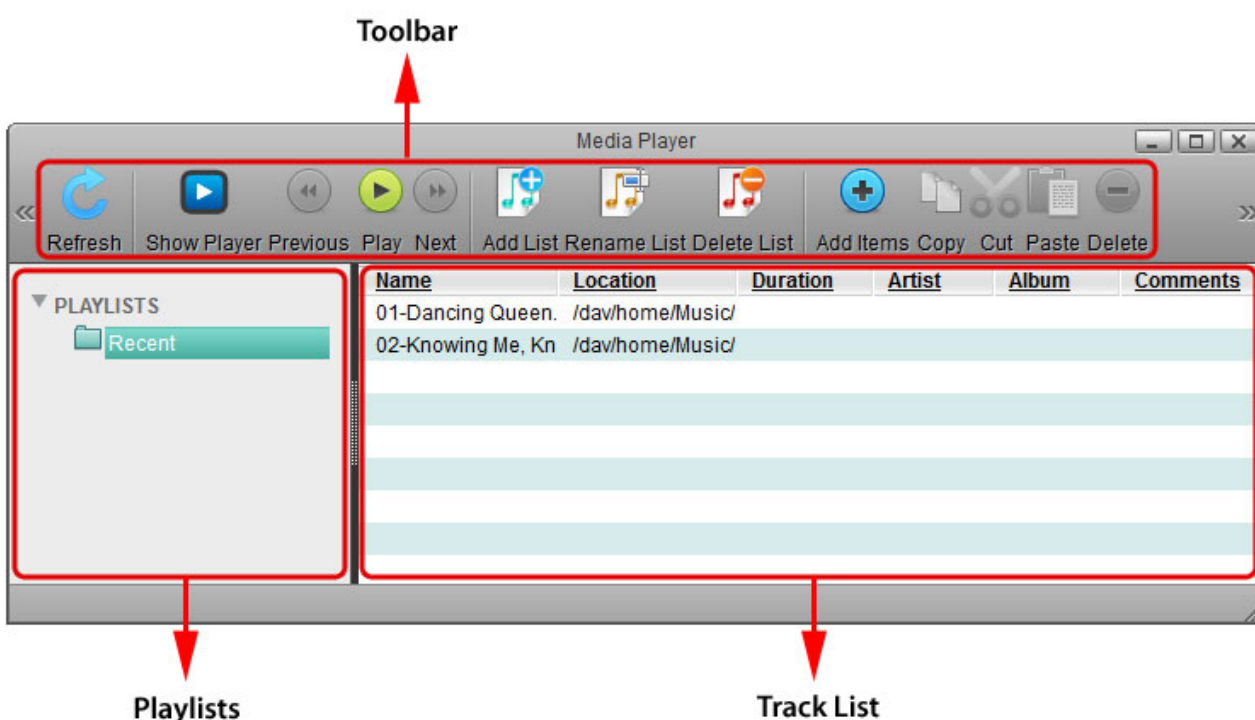 Toolbar
Media Player
Refresh Show Player Previous Play Next Add List Rename List Delete List Add Items Copy Cut Paste Delete
PLAYLISTS
Recent
Name Location Duration Artist Album Comments
01-Dancing Queen. /dav/home/Music/
02-Knowing Me, Kn /dav/home/Music/
Playlists
Track List